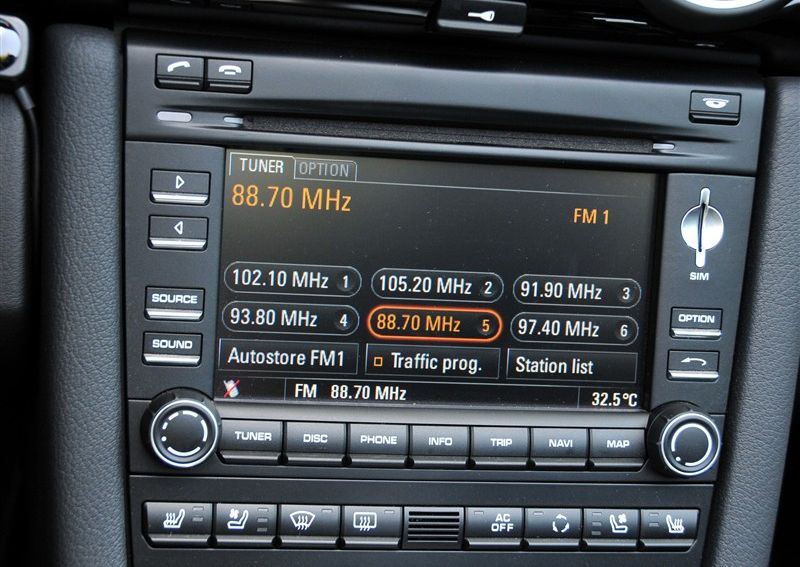 TUNER OPTION
88.70 MHz
FM 1
102.10 MHz 1 105.20 MHz 2 91.90 MHz 3
93.80 MHz 4 88.70 MHz 5 97.40 MHz 6
Autostore FM1 Traffic prog. Station list
FM 88.70 MHz 32.5°C
SOURCE
SOUND
SIM
OPTION
TUNER DISC PHONE INFO TRIP NAVI MAP
AC
OFF